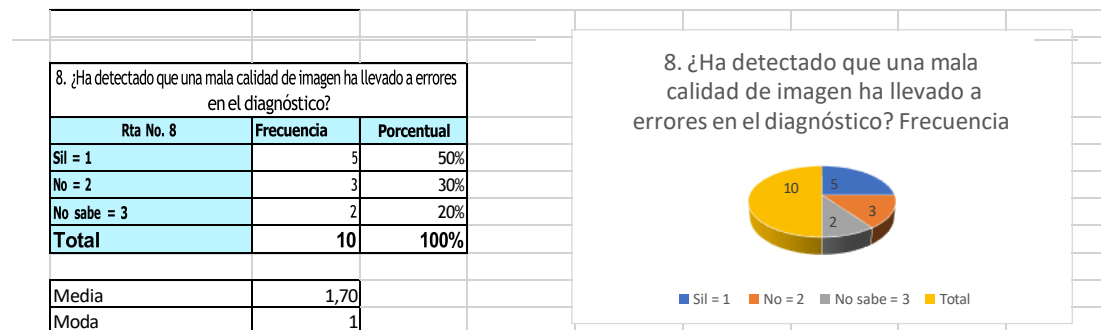 8. ¿Ha detectado que una mala calidad de imagen ha llevado a errores
en el diagnóstico?
Rta No. 8 Frecuencia Porcentual
Sil = 1 5 50%
No = 2 3 30%
No sabe = 3 2 20%
Total 10 100%
Media 1,70
Moda 1
8. ¿Ha detectado que una mala
calidad de imagen ha llevado a
errores en el diagnóstico? Frecuencia
10 5
3
2
Sil = 1 No = 2 No sabe = 3 Total